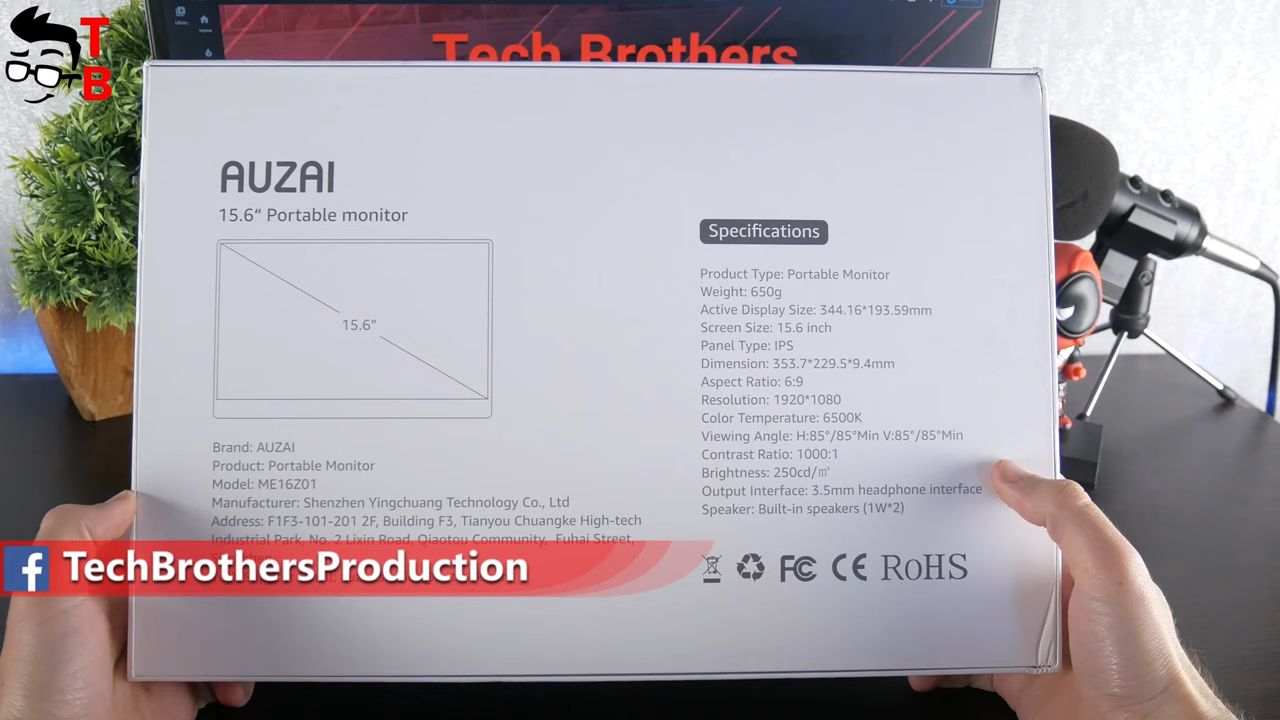 TB
Library
Home
Tech Brothers
AUZAI
15.6“ Portable monitor
15.6”
Brand: AUZAI
Product: Portable Monitor
Model: ME16Z01
Manufacturer: Shenzhen Yingchuang Technology Co., Ltd
Address: F1F3-101-201 2F, Building F3, Tianyou Chuangke High-tech
Industrial Park, No. 2 Lixin Road, Qiaotou Community, Fuhai Street,
Specifications
Product Type: Portable Monitor
Weight: 650g
Active Display Size: 344.16*193.59mm
Screen Size: 15.6 inch
Panel Type: IPS
Dimension: 353.7*229.5*9.4mm
Aspect Ratio: 6:9
Resolution: 1920*1080
Color Temperature: 6500K
Viewing Angle: H:85°/85°Min V:85°/85°Min
Contrast Ratio: 1000:1
Brightness: 250cd/㎡
Output Interface: 3.5mm headphone interface
Speaker: Built-in speakers (1W*2)
FC CE RoHS
f TechBrothersProduction